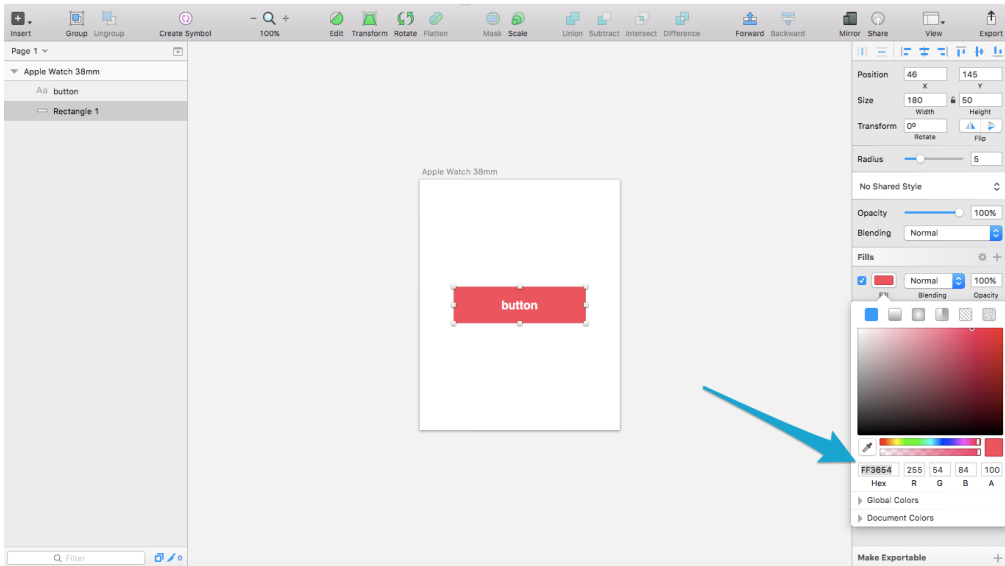 Insert Group Ungroup Create Symbol 100% Edit Transform Rotate Flatten Mask Scale Union Subtract Intersect Difference Forward Backward Mirror Share View Export
Page 1
Apple Watch 38mm
Aa button
Rectangle 1
Filter 0
Apple Watch 38mm
button
Position 46 145
X Y
Size 180 50
Width Height
Transform 0º
Rotate Flip
Radius 5
No Shared Style
Opacity 100%
Blending Normal
Fills
Normal 100%
Fill Blending Opacity
FF3654 255 54 84 100
Hex R G B A
Global Colors
Document Colors
Make Exportable